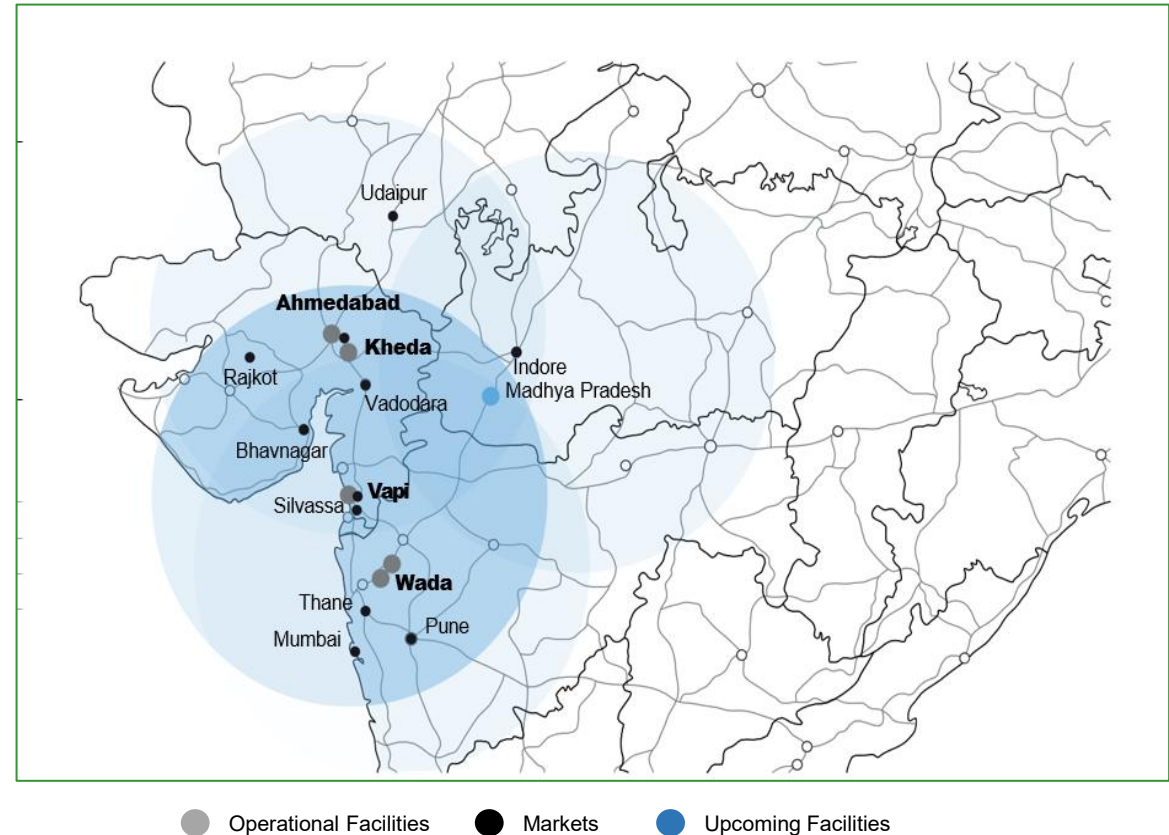 Udaipur
Ahmedabad
Kheda
Rajkot
Indore
Madhya Pradesh
Vadodara
Bhavnagar
Vapi
Silvassa
Wada
Thane
Pune
Mumbai
Operational Facilities
Markets
Upcoming Facilities